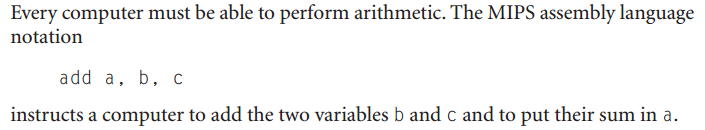 Every computer must be able to perform arithmetic. The MIPS assembly language
notation
add a, b, c
instructs a computer to add the two variables b and c and to put their sum in a.